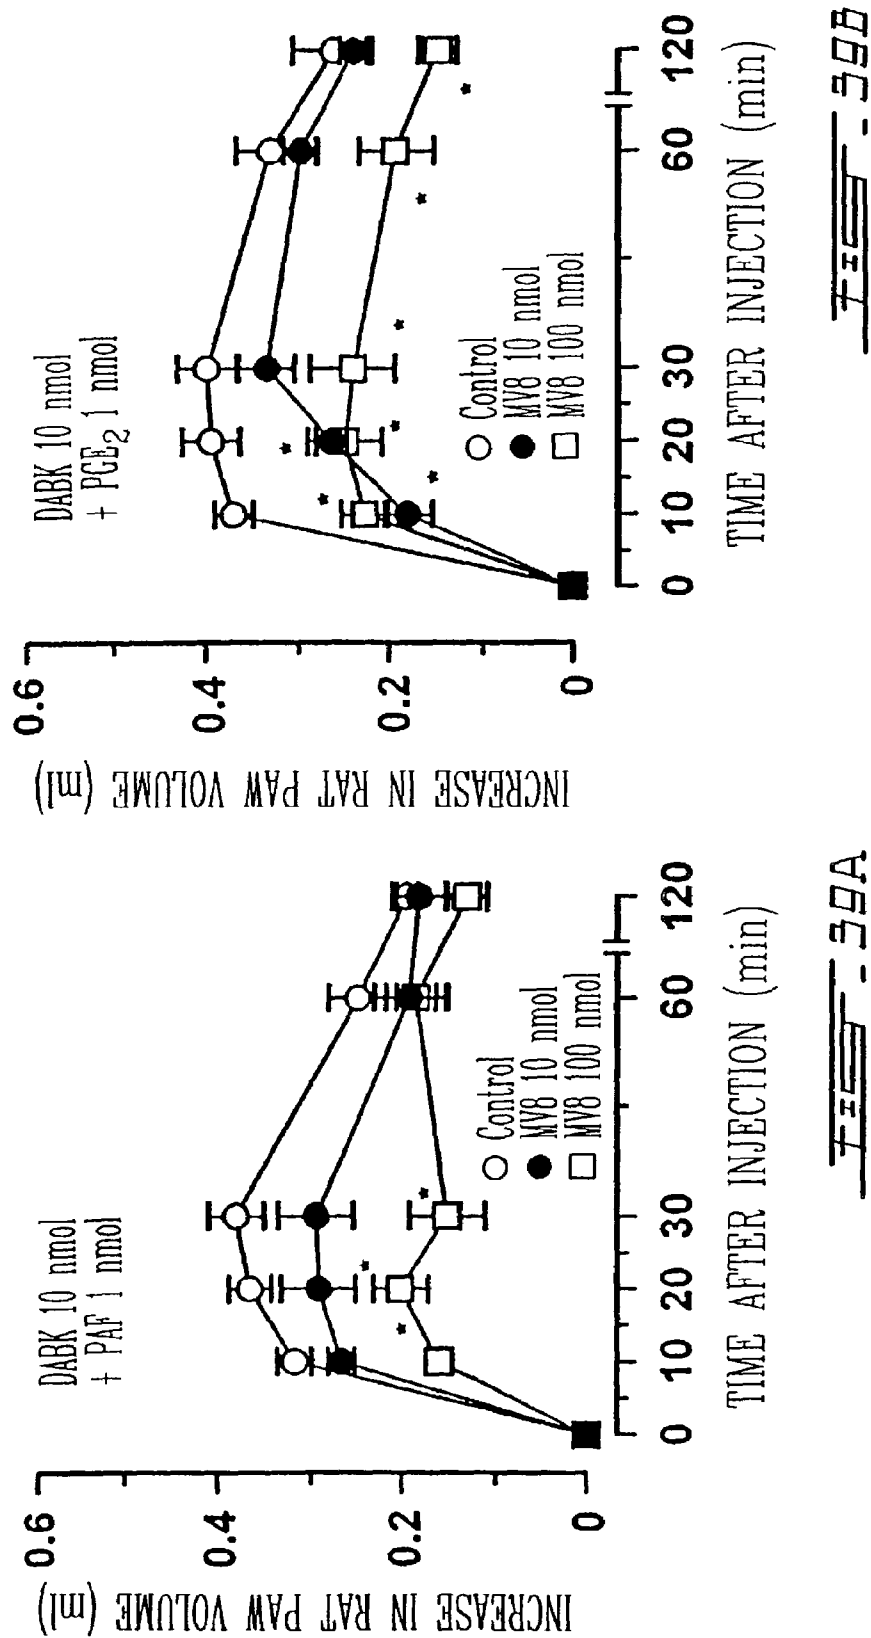 DABK 10 nmol
+ PAF 1 nmol
INCREASE IN RAT PAW VOLUME (ml)
0.6
0.4
0.2
0
* * *
Control
MV8 10 nmol
MV8 100 nmol
0 10 20 30 60 120
TIME AFTER INJECTION (min)
FIG. 39A
DABK 10 nmol
+ PGE2 1 nmol
INCREASE IN RAT PAW VOLUME (ml)
0.6
0.4
0.2
0
* * * * * * *
Control
MV8 10 nmol
MV8 100 nmol
0 10 20 30 60 120
TIME AFTER INJECTION (min)
FIG. 39B